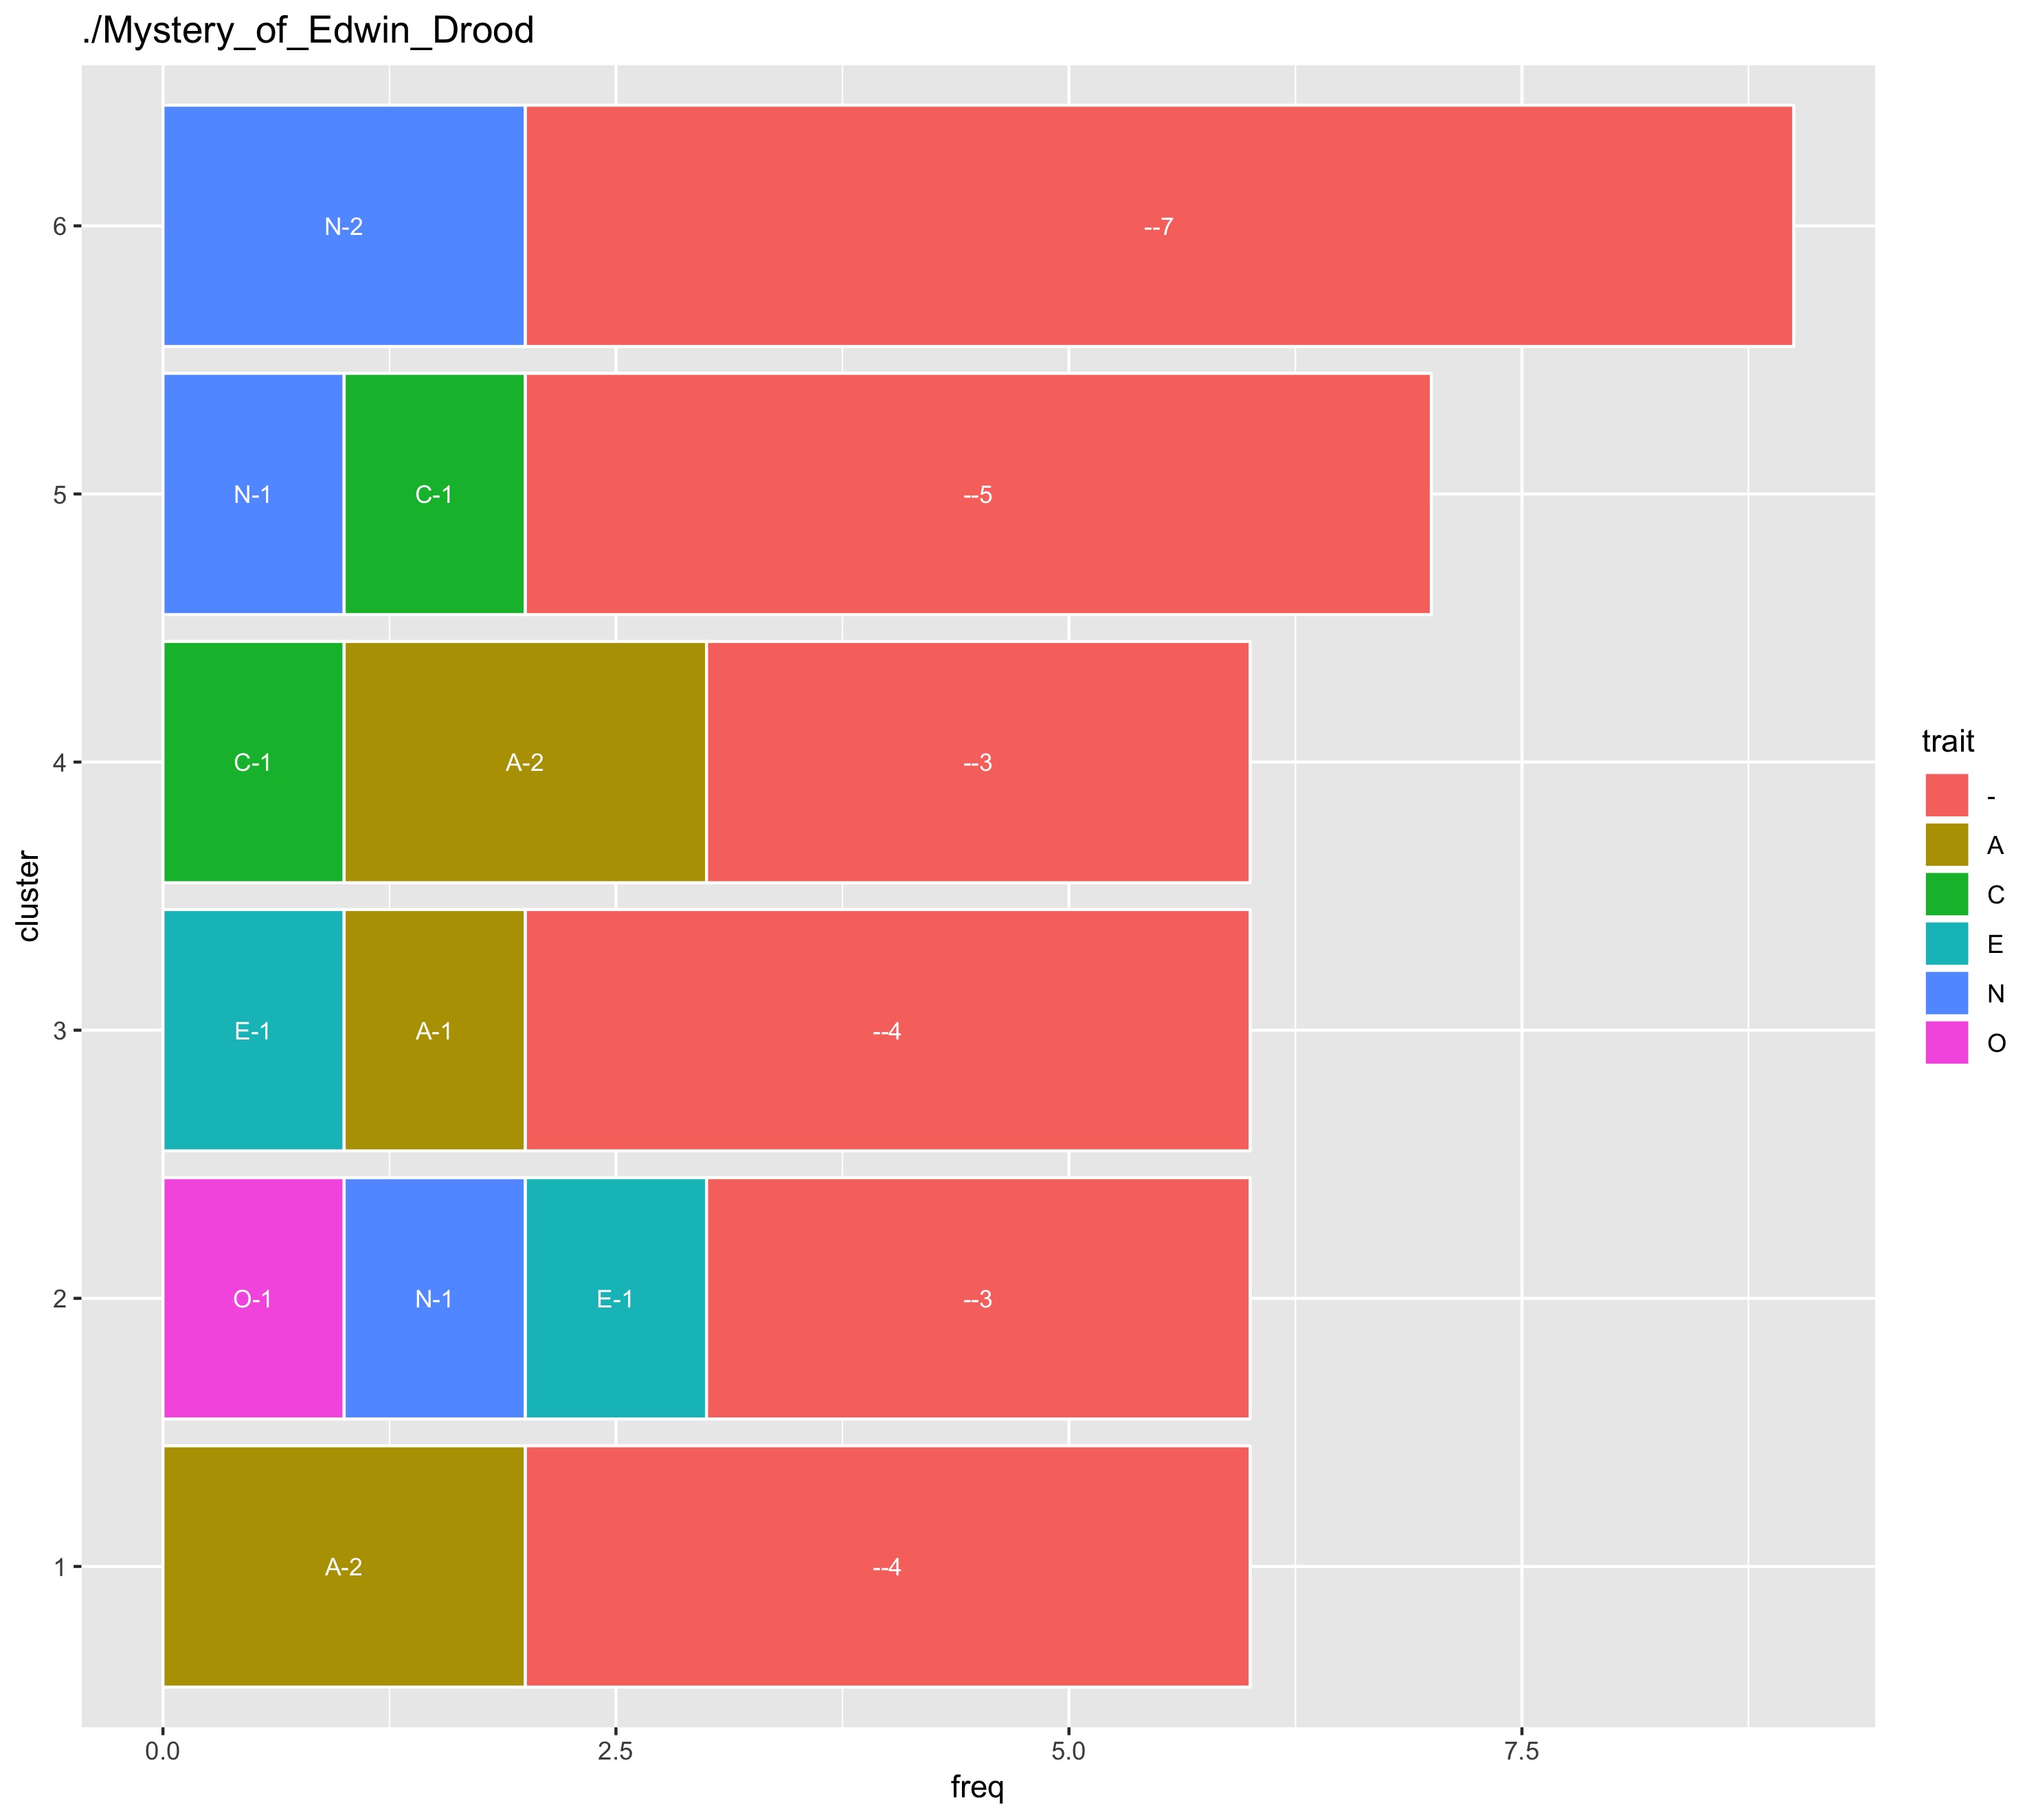 ./Mystery_of_Edwin_Drood
6
N-2 --7
5
N-1 C-1 --5
4
C-1 A-2 --3
3
E-1 A-1 --4
2
O-1 N-1 E-1 --3
1
A-2 --4
cluster
0.0 2.5 5.0 7.5
freq
trait
-
A
C
E
N
O